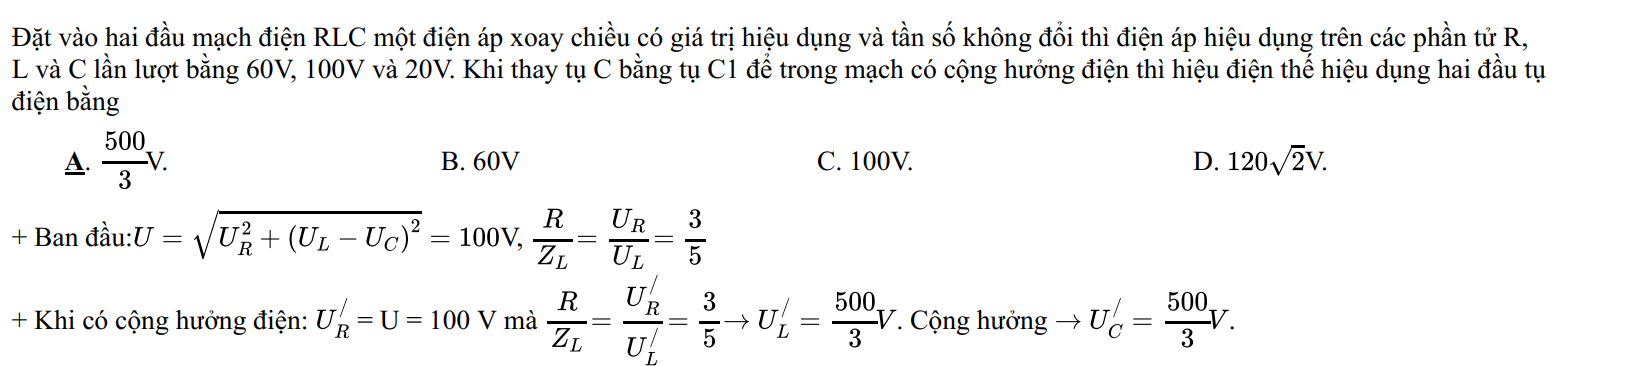 Đặt vào hai đầu mạch điện RLC một điện áp xoay chiều có giá trị hiệu dụng và tần số không đổi thì điện áp hiệu dụng trên các phần tử R,
L và C lần lượt bằng 60V, 100V và 20V. Khi thay tụ C bằng tụ C1 để trong mạch có cộng hưởng điện thì hiệu điện thế hiệu dụng hai đầu tụ
điện bằng
A. \frac{500}{3}V. B. 60V C. 100V. D. 120\sqrt{2}V.
+ Ban đầu:U = \sqrt{U_R^2 + (U_L − U_C)^2} = 100V, \frac{R}{Z_L} = \frac{U_R}{U_L} = \frac{3}{5}
+ Khi có cộng hưởng điện: U_R^/ = U = 100 V mà \frac{R}{Z_L} = \frac{U_R^/}{U_L^/} = \frac{3}{5} → U_L^/ = \frac{500}{3}V. Cộng hưởng → U_C^/ = \frac{500}{3}V.